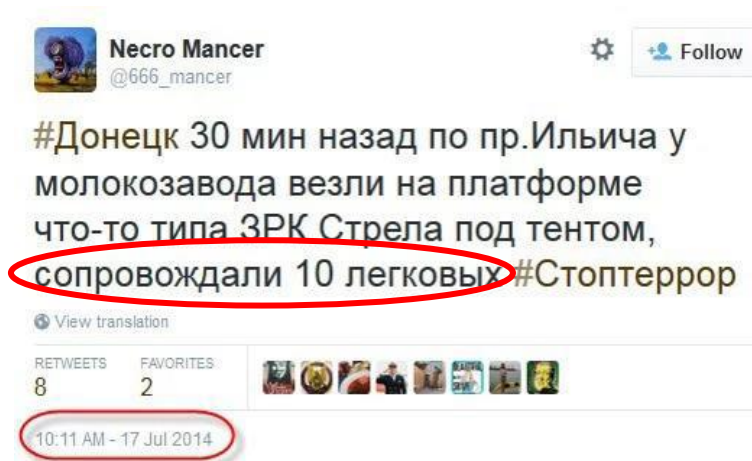 Necro Mancer
@666_mancer
Follow
#Донецк 30 мин назад по пр.Ильича у
молокозавода везли на платформе
что-то типа ЗРК Стрела под тентом,
сопровождали 10 легковых #Стоптеррор
View translation
RETWEETS FAVORITES
8 2
10:11 AM - 17 Jul 2014